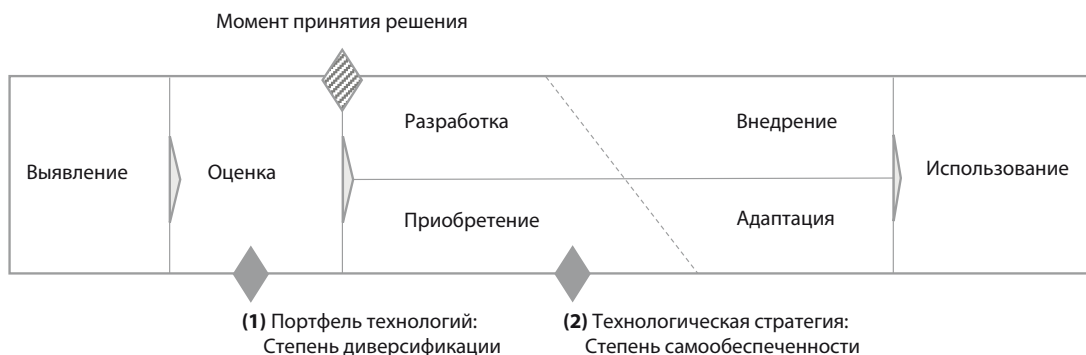 Момент принятия решения
Разработка
Внедрение
Выявление
Оценка
Использование
Приобретение
Адаптация
(1) Портфель технологий:
Степень диверсификации
(2) Технологическая стратегия:
Степень самообеспеченности